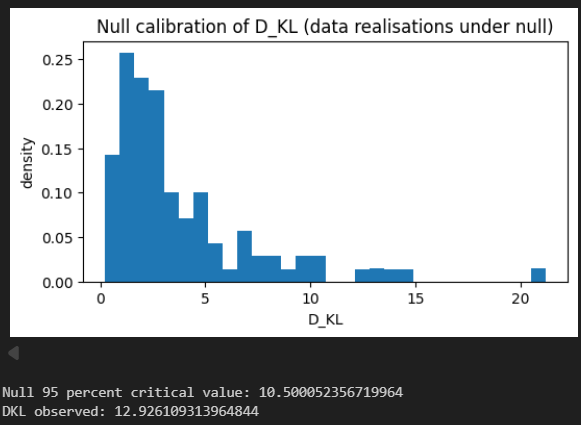 Null calibration of D_KL (data realisations under null)
0.25
0.20
0.15
0.10
0.05
0.00
density
0
5
10
15
20
D_KL
Null 95 percent critical value: 10.500052356719964
DKL observed: 12.926109313964844